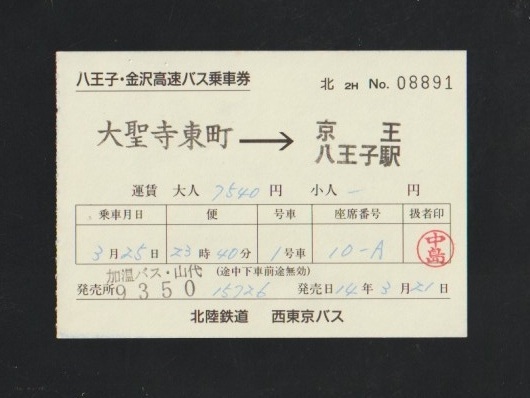 八王子・金沢高速バス乗車券
北 2H No. 08891
大聖寺東町 → 京王八王子駅
運賃 大人 7540 円 小人 — 円
乗車月日 便 号車 座席番号 扱者印
3月25日 23時40分 1号車 10-A 中島
加温バス・山代 (途中下車前途無効)
発売所 9350 15726 発売日 14年 3月 21日
北陸鉄道 西東京バス